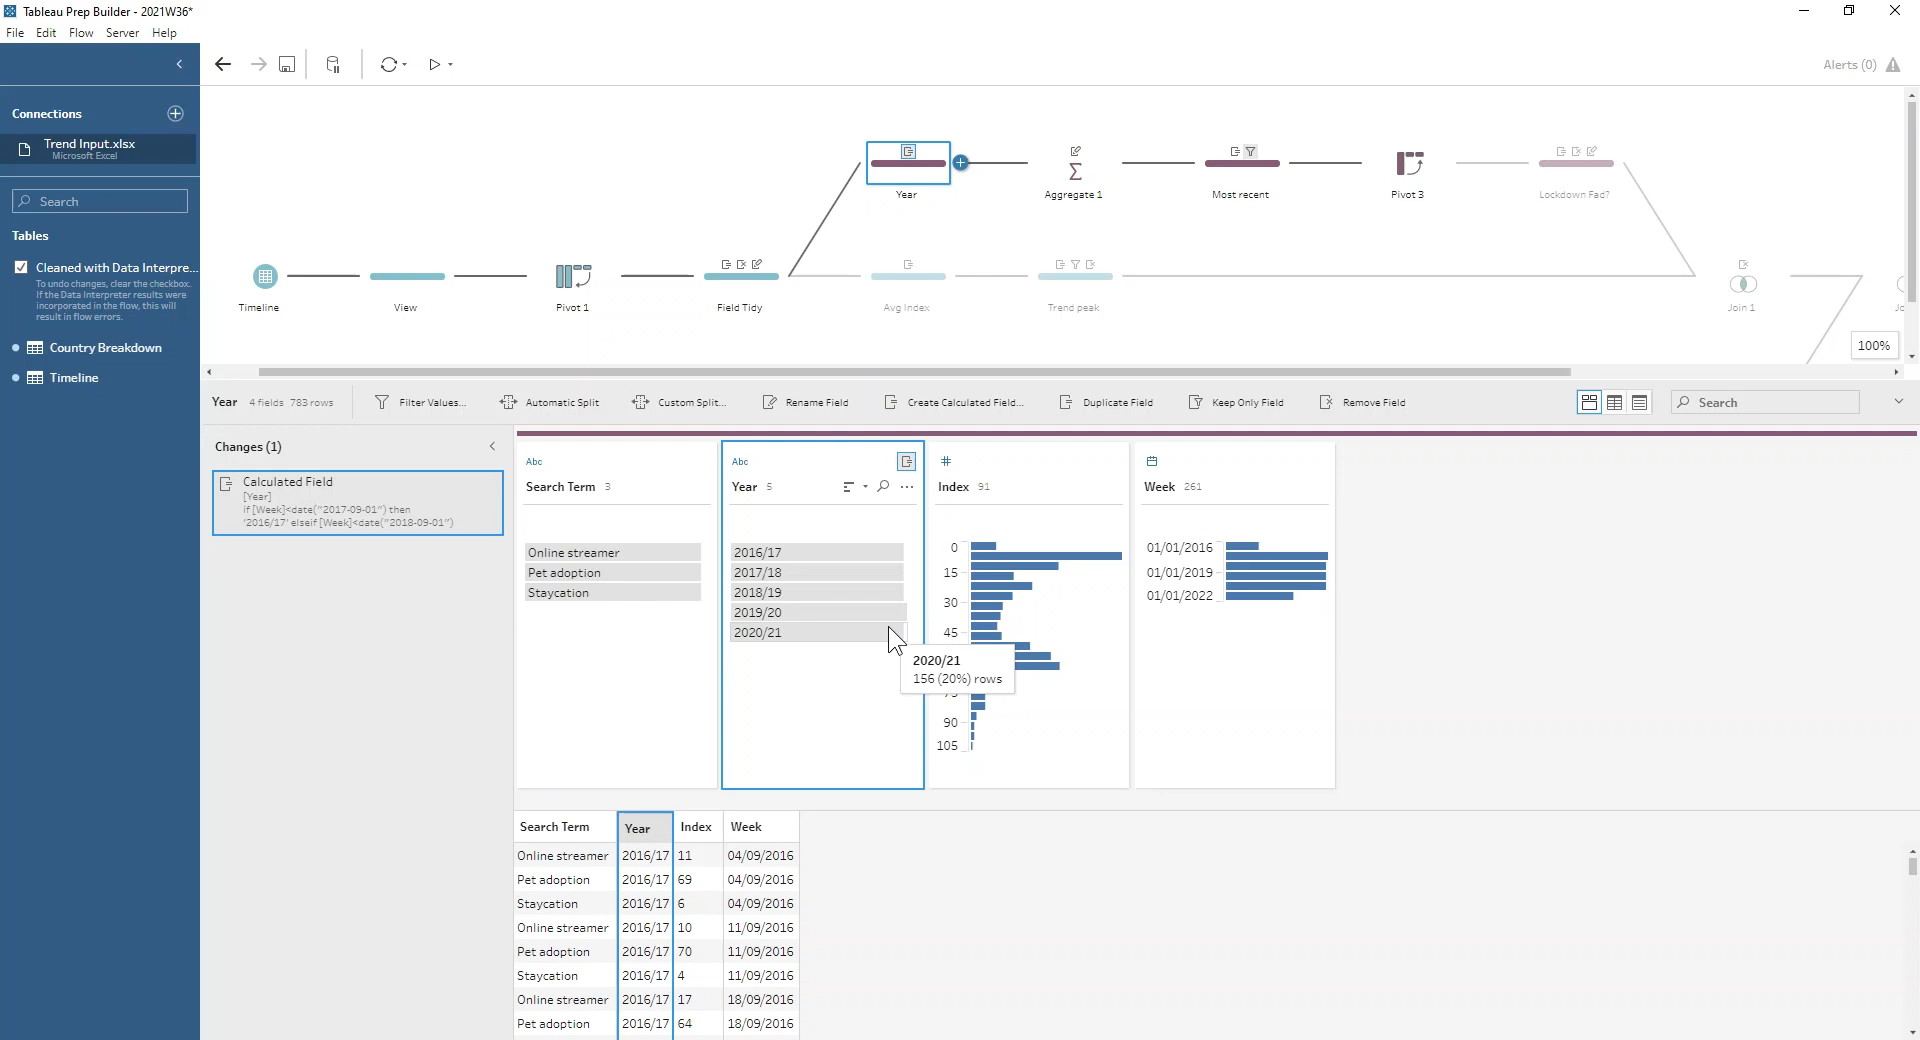 Tableau Prep Builder - 2021W36*
File Edit Flow Server Help
Alerts (0)
Connections
Trend Input.xlsx
Microsoft Excel
Search
Tables
Cleaned with Data Interpre...
To undo changes, clear the checkbox.
If the Data Interpreter results were
incorporated in the flow, this will
result in flow errors.
Country Breakdown
Timeline
Year
Aggregate 1
Most recent
Pivot 3
Lockdown Fad?
Timeline
View
Pivot 1
Field Tidy
Avg Index
Trend peak
Join 1
100%
Year 4 fields 783 rows
Filter Values...
Automatic Split
Custom Split...
Rename Field
Create Calculated Field...
Duplicate Field
Keep Only Field
Remove Field
Search
Changes (1)
Calculated Field
[Year]
if [Week]<date("2017-09-01") then
'2016/17' elseif [Week]<date("2018-09-01")
Abc
Search Term 3
Online streamer
Pet adoption
Staycation
Abc
Year 5
2016/17
2017/18
2018/19
2019/20
2020/21
2020/21
156 (20%) rows
#
Index 91
0
15
30
45
90
105
Week 261
01/01/2016
01/01/2019
01/01/2022
Search Term Year Index Week
Online streamer 2016/17 11 04/09/2016
Pet adoption 2016/17 69 04/09/2016
Staycation 2016/17 6 04/09/2016
Online streamer 2016/17 10 11/09/2016
Pet adoption 2016/17 70 11/09/2016
Staycation 2016/17 4 11/09/2016
Online streamer 2016/17 17 18/09/2016
Pet adoption 2016/17 64 18/09/2016